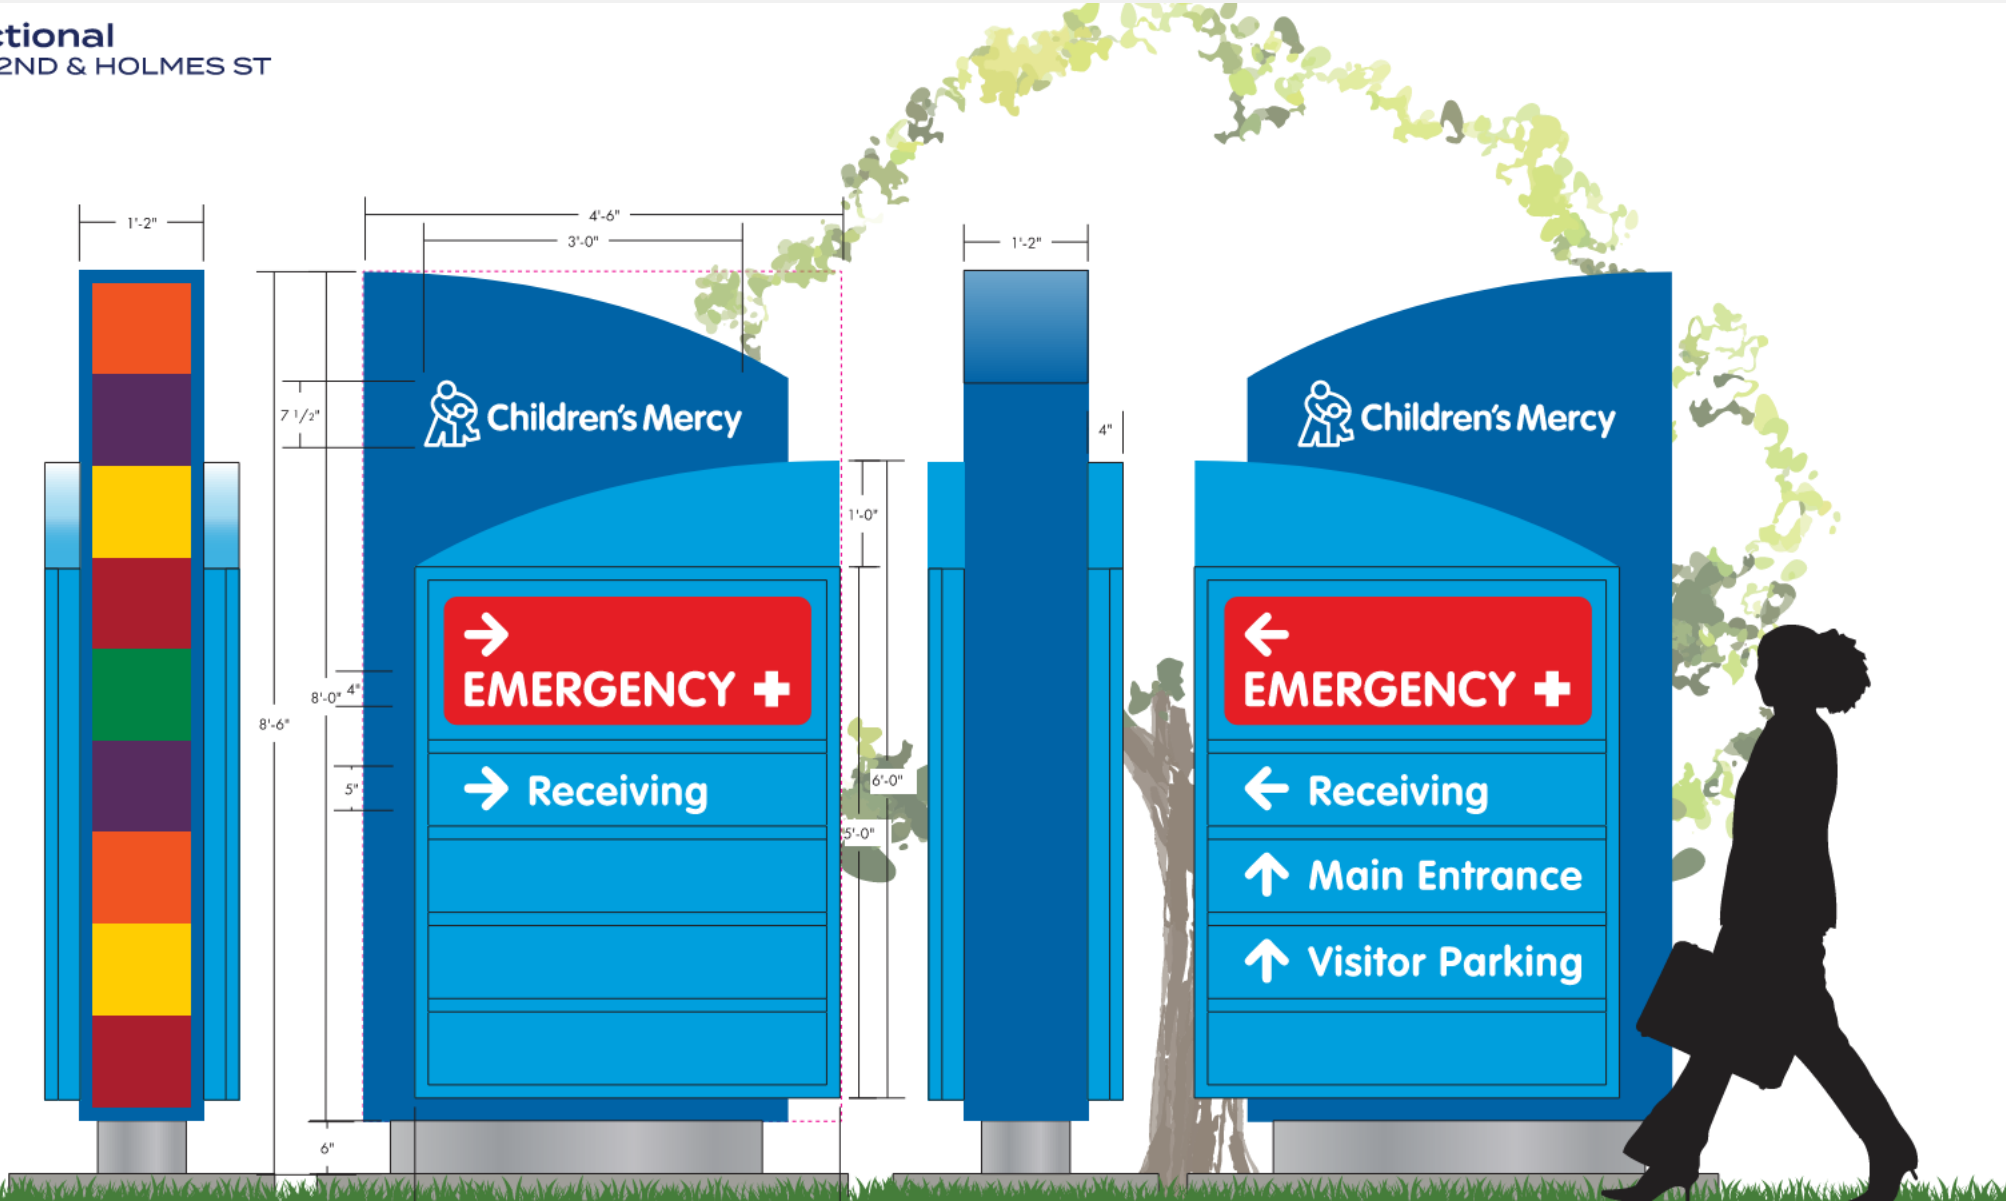 ctional
2ND & HOLMES ST
1'-2"
4'-6"
3'-0"
1'-2"
7 1/2"
Children's Mercy
4"
Children's Mercy
1'-0"
EMERGENCY
EMERGENCY
4"
8'-0"
8'-6"
5"
Receiving
6'-0"
5'-0"
Receiving
Main Entrance
Visitor Parking
6"